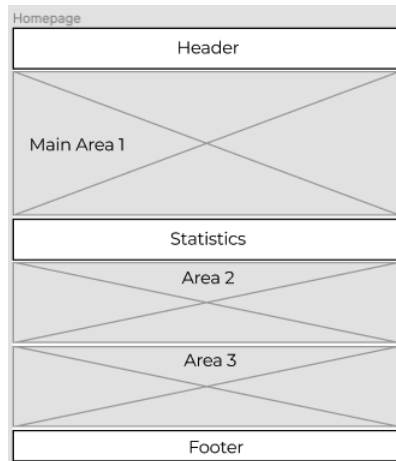 Homepage
Header
Main Area 1
Statistics
Area 2
Area 3
Footer